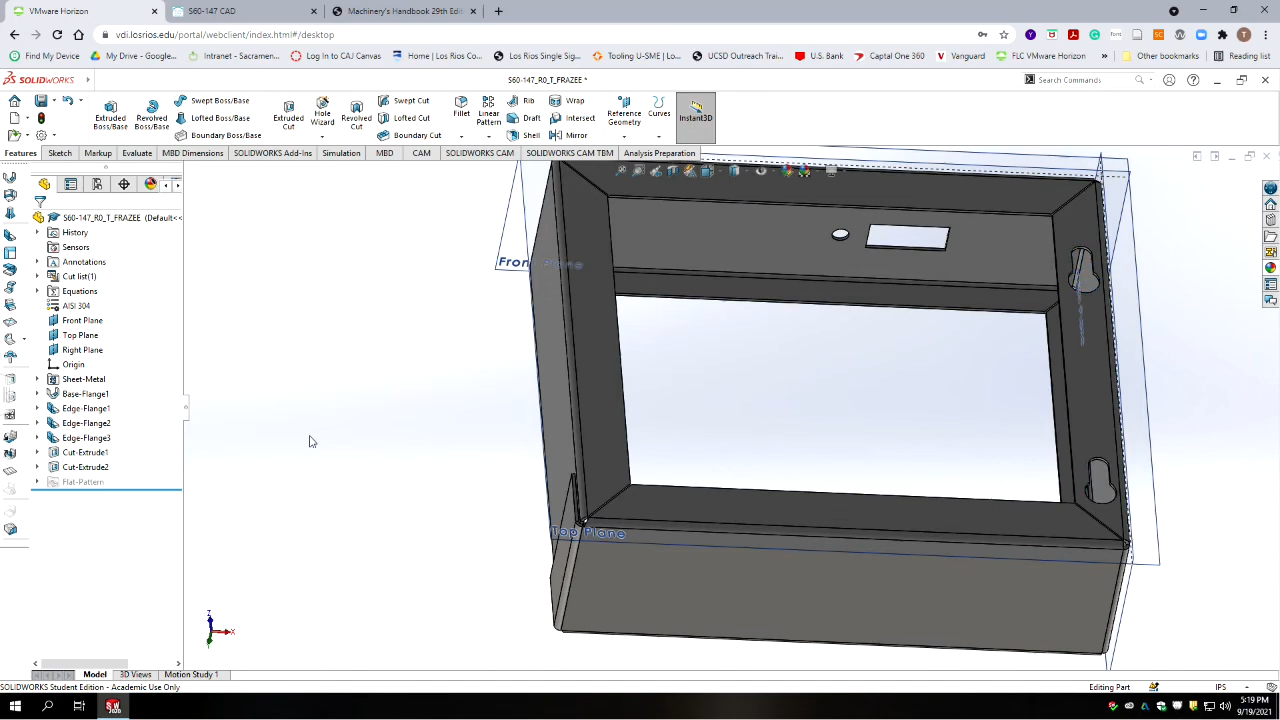 VMware Horizon
S60-147 CAD
Machinery's Handbook 29th Edit
vdi.losrios.edu/portal/webclient/index.html#/desktop
Find My Device
My Drive - Google
Intranet - Sacramen...
Log In to CAJ Canvas
Home | Los Rios Co...
Los Rios Single Sig...
Tooling U-SME | Lo...
UCSD Outreach Trai...
U.S. Bank
Captal One 360
Vanguard
FLC VMware Horizon
»
Other bookmarks
Reading list
SOLIDWORKS
S60-147_R0_T_FRAZEE *
Search Commands
Extruded Boss/Base
Revolved Boss/Base
Swept Boss/Base
Lofted Boss/Base
Boundary Boss/Base
Extruded Cut
Hole Wizard
Revolved Cut
Swept Cut
Lofted Cut
Boundary Cut
Fillet
Linear Pattern
Rib
Draft
Shell
Wrap
Intersect
Mirror
Reference Geometry
Curves
Instant3D
Features
Sketch
Markup
Evaluate
MBD Dimensions
SOLIDWORKS Add-Ins
Simulation
MBD
CAM
SOLIDWORKS CAM
SOLIDWORKS CAM TBM
Analysis Preparation
S60-147_R0_T_FRAZEE (Default<<
History
Sensors
Annotations
Cut list(1)
Equations
AISI 304
Front Plane
Top Plane
Right Plane
Origin
Sheet-Metal
Base-Flange1
Edge-Flange1
Edge-Flange2
Edge-Flange3
Cut-Extrude1
Cut-Extrude2
Flat-Pattern
Front Plane
Top Plane
Z
X
Model
3D Views
Motion Study 1
SOLIDWORKS Student Edition - Academic Use Only
Editing Part
IPS
5:19 PM
9/19/2021